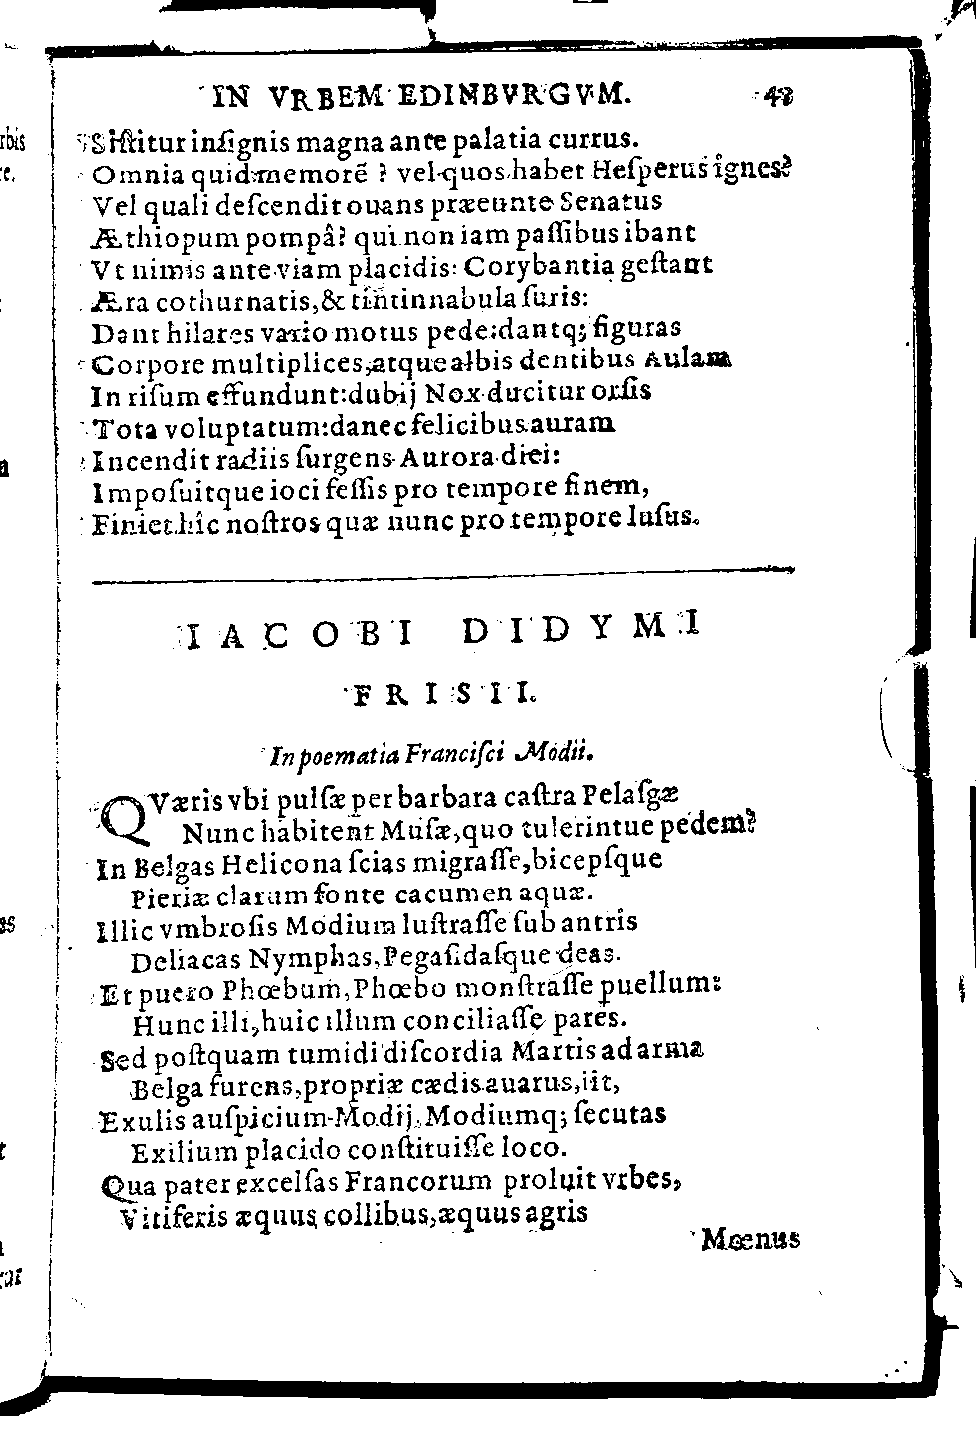 IN VRBEM EDINBVRGVM. 43
Siſtitur inſignis magna ante palatia currus.
Omnia quid memorẽ ? vel quos habet Heſperus ignes?
Vel quali deſcendit ouans præeunte Senatus
Æthiopum pompâ? qui non iam paſſibus ibant
Vt nimis ante viam placidis: Corybantia geſtant
Æra cothurnatis,& tintinnabula ſuris:
Dant hilares vario motus pede:dantq; figuras
Corpore multiplices,atque albis dentibus Aulam
In riſum effundunt:dubij Nox ducitur orſis
Tota voluptatum:danec felicibus auram
Incendit radiis ſurgens Aurora diei:
Impoſuitque ioci feſſis pro tempore finem,
Finiet hîc noſtros quæ nunc pro tempore luſus.
IACOBI DIDYMI
FRISII.
In poematia Franciſci Modii.
QVæris vbi pulſæ per barbara caſtra Pelaſgæ
Nunc habitent Muſæ,quo tulerintue pedem?
In Belgas Helicona ſcias migraſſe,bicepſque
Pieriæ clarum fonte cacumen aquæ.
Illic vmbroſis Modium luſtraſſe ſub antris
Deliacas Nymphas,Pegaſidaſque deas.
Et puero Phœbum,Phœbo monſtraſſe puellum:
Hunc illi,huic illum conciliaſſe pares.
Sed poſtquam tumidi diſcordia Martis ad arma
Belga furens,propriæ cædis auarus,iit,
Exulis auſpicium Modij,Modiumq; ſecutas
Exilium placido conſtituiſſe loco.
Qua pater excelſas Francorum proluit vrbes,
Vitiferis æquus collibus,æquus agris
Mœnus